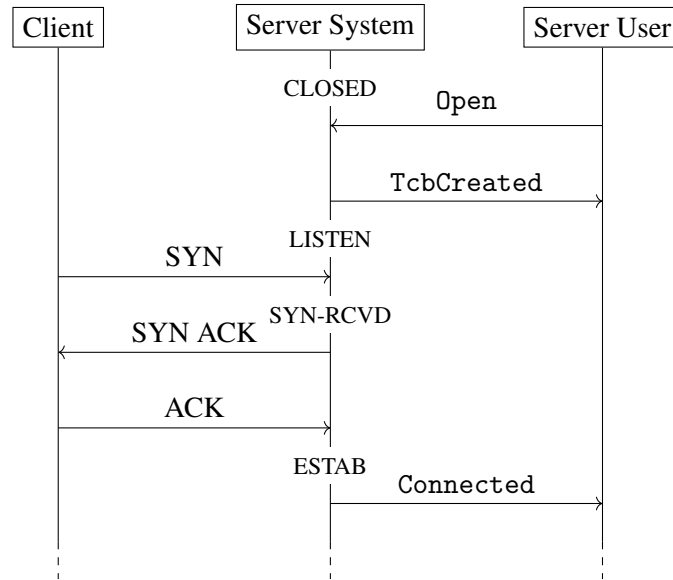 Client
Server System
Server User
CLOSED
Open
TcbCreated
LISTEN
SYN
SYN-RCVD
SYN ACK
ACK
ESTAB
Connected